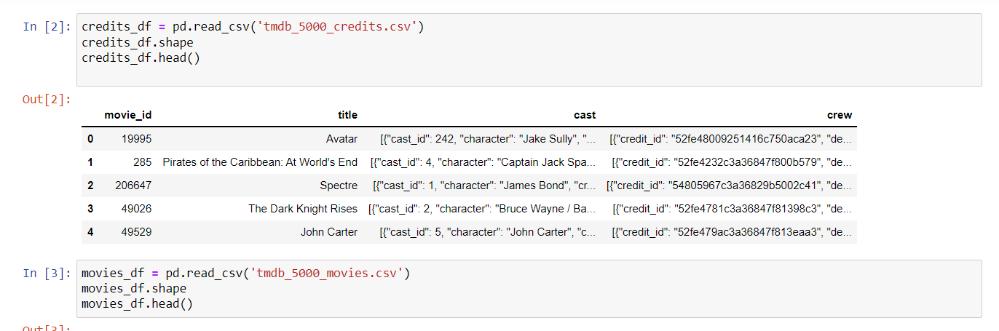 In [2]: credits_df = pd.read_csv('tmdb_5000_credits.csv')
credits_df.shape
credits_df.head()
Out[2]:
movie_id title cast crew
0 19995 Avatar [{"cast_id": 242, "character": "Jake Sully", "... [{"credit_id": "52fe48009251416c750aca23", "de...
1 285 Pirates of the Caribbean: At World's End [{"cast_id": 4, "character": "Captain Jack Spa... [{"credit_id": "52fe4232c3a36847f800b579", "de...
2 206647 Spectre [{"cast_id": 1, "character": "James Bond", "cr... [{"credit_id": "54805967c3a36829b5002c41", "de...
3 49026 The Dark Knight Rises [{"cast_id": 2, "character": "Bruce Wayne / Ba... [{"credit_id": "52fe4781c3a36847f81398c3", "de...
4 49529 John Carter [{"cast_id": 5, "character": "John Carter", "c... [{"credit_id": "52fe479ac3a36847f813eaa3", "de...
In [3]: movies_df = pd.read_csv('tmdb_5000_movies.csv')
movies_df.shape
movies_df.head()
Out[3]: